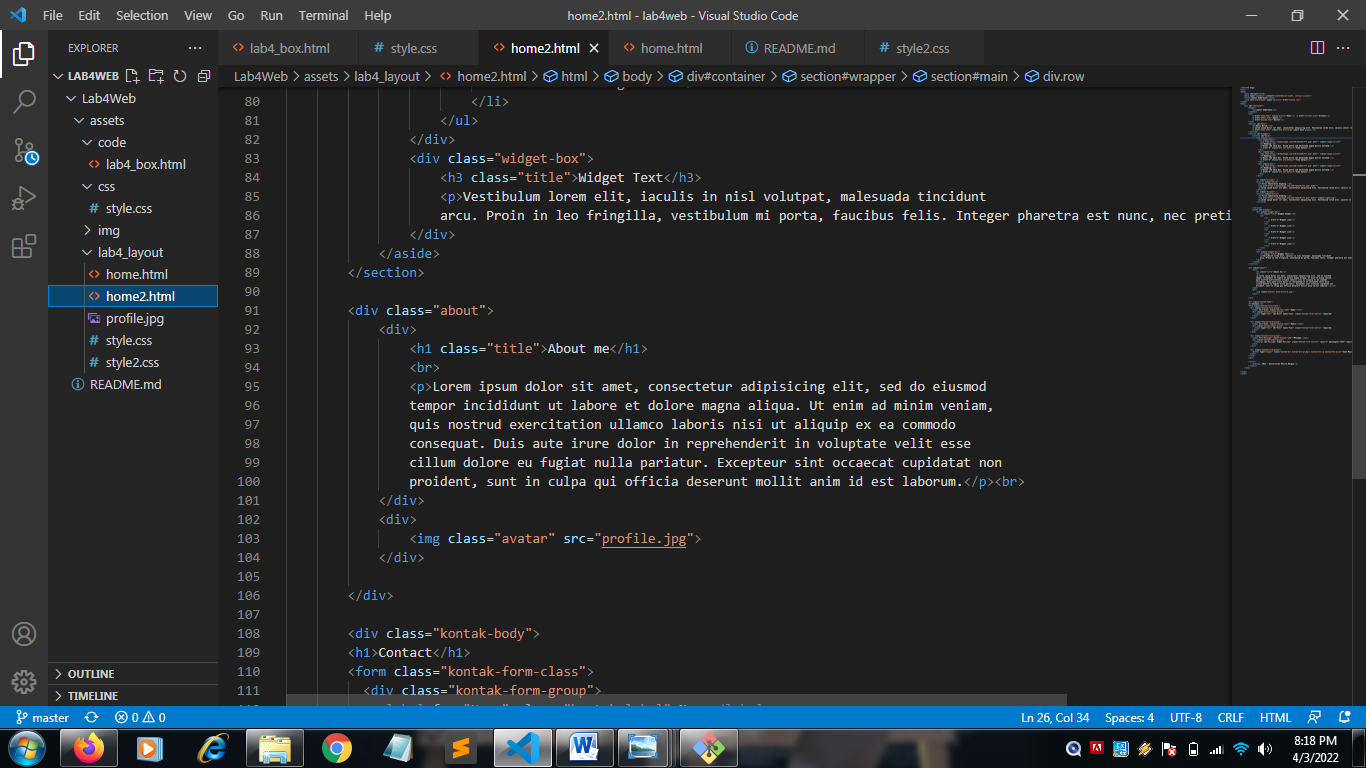 File Edit Selection View Go Run Terminal Help home2.html - lab4web - Visual Studio Code
EXPLORER
lab4_box.html style.css home2.html home.html README.md style2.css
LAB4WEB
Lab4Web > assets > lab4_layout > home2.html > html > body > div#container > section#wrapper > section#main > div.row
Lab4Web
assets
code
lab4_box.html
css
style.css
img
lab4_layout
home.html
home2.html
profile.jpg
style.css
style2.css
README.md
OUTLINE
TIMELINE
80 </li>
81 </ul>
82 </div>
83 <div class="widget-box">
84 <h3 class="title">Widget Text</h3>
85 <p>Vestibulum lorem elit, iaculis in nisl volutpat, malesuada tincidunt
86 arcu. Proin in leo fringilla, vestibulum mi porta, faucibus felis. Integer pharetra est nunc, nec preti
87 </div>
88 </aside>
89 </section>
90
91 <div class="about">
92 <div>
93 <h1 class="title">About me</h1>
94 <br>
95 <p>Lorem ipsum dolor sit amet, consectetur adipisicing elit, sed do eiusmod
96 tempor incididunt ut labore et dolore magna aliqua. Ut enim ad minim veniam,
97 quis nostrud exercitation ullamco laboris nisi ut aliquip ex ea commodo
98 consequat. Duis aute irure dolor in reprehenderit in voluptate velit esse
99 cillum dolore eu fugiat nulla pariatur. Excepteur sint occaecat cupidatat non
100 proident, sunt in culpa qui officia deserunt mollit anim id est laborum.</p><br>
101 </div>
102 <div>
103 <img class="avatar" src="profile.jpg">
104 </div>
105
106 </div>
107
108 <div class="kontak-body">
109 <h1>Contact</h1>
110 <form class="kontak-form-class">
111 <div class="kontak-form-group">
master 0 0 Ln 26, Col 34 Spaces: 4 UTF-8 CRLF HTML
8:18 PM
4/3/2022